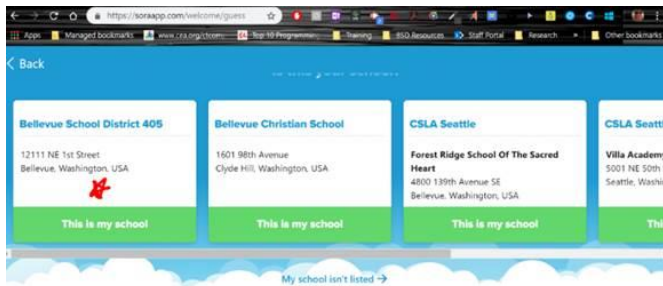 https://soraapp.com/welcome/guess
Apps Managed bookmarks www.cra.org/ctcom Top 10 Programmin Training BSD Resources Staff Portal Research Other bookmarks
Back
Bellevue School District 405
12111 NE 1st Street
Bellevue, Washington, USA
This is my school
Bellevue Christian School
1601 98th Avenue
Clyde Hill, Washington, USA
This is my school
CSLA Seattle
Forest Ridge School Of The Sacred
Heart
4800 139th Avenue SE
Bellevue, Washington, USA
This is my school
CSLA Seatt
Villa Academy
5001 NE 50th
Seattle, Washi
Thi
My school isn't listed →